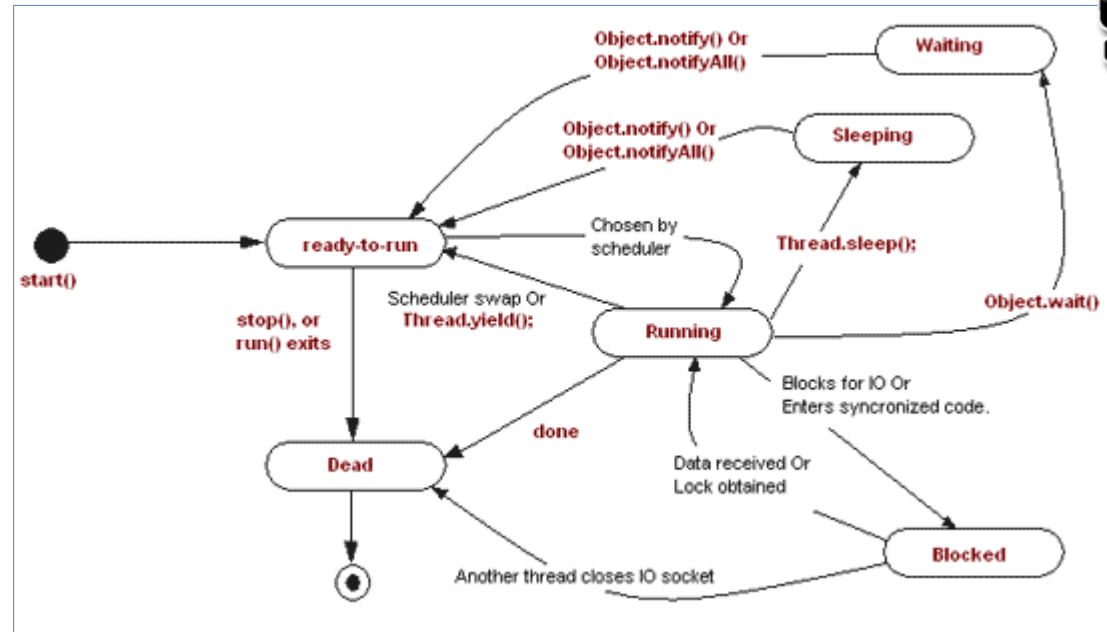 Object.notify() Or
Object.notifyAll()
Waiting
Object.notify() Or
Object.notifyAll()
Sleeping
start()
ready-to-run
Chosen by
scheduler
Thread.sleep();
Object.wait()
Scheduler swap Or
Thread.yield();
stop(), or
run() exits
Running
Blocks for IO Or
Enters syncronized code.
done
Dead
Data received Or
Lock obtained
Blocked
Another thread closes IO socket